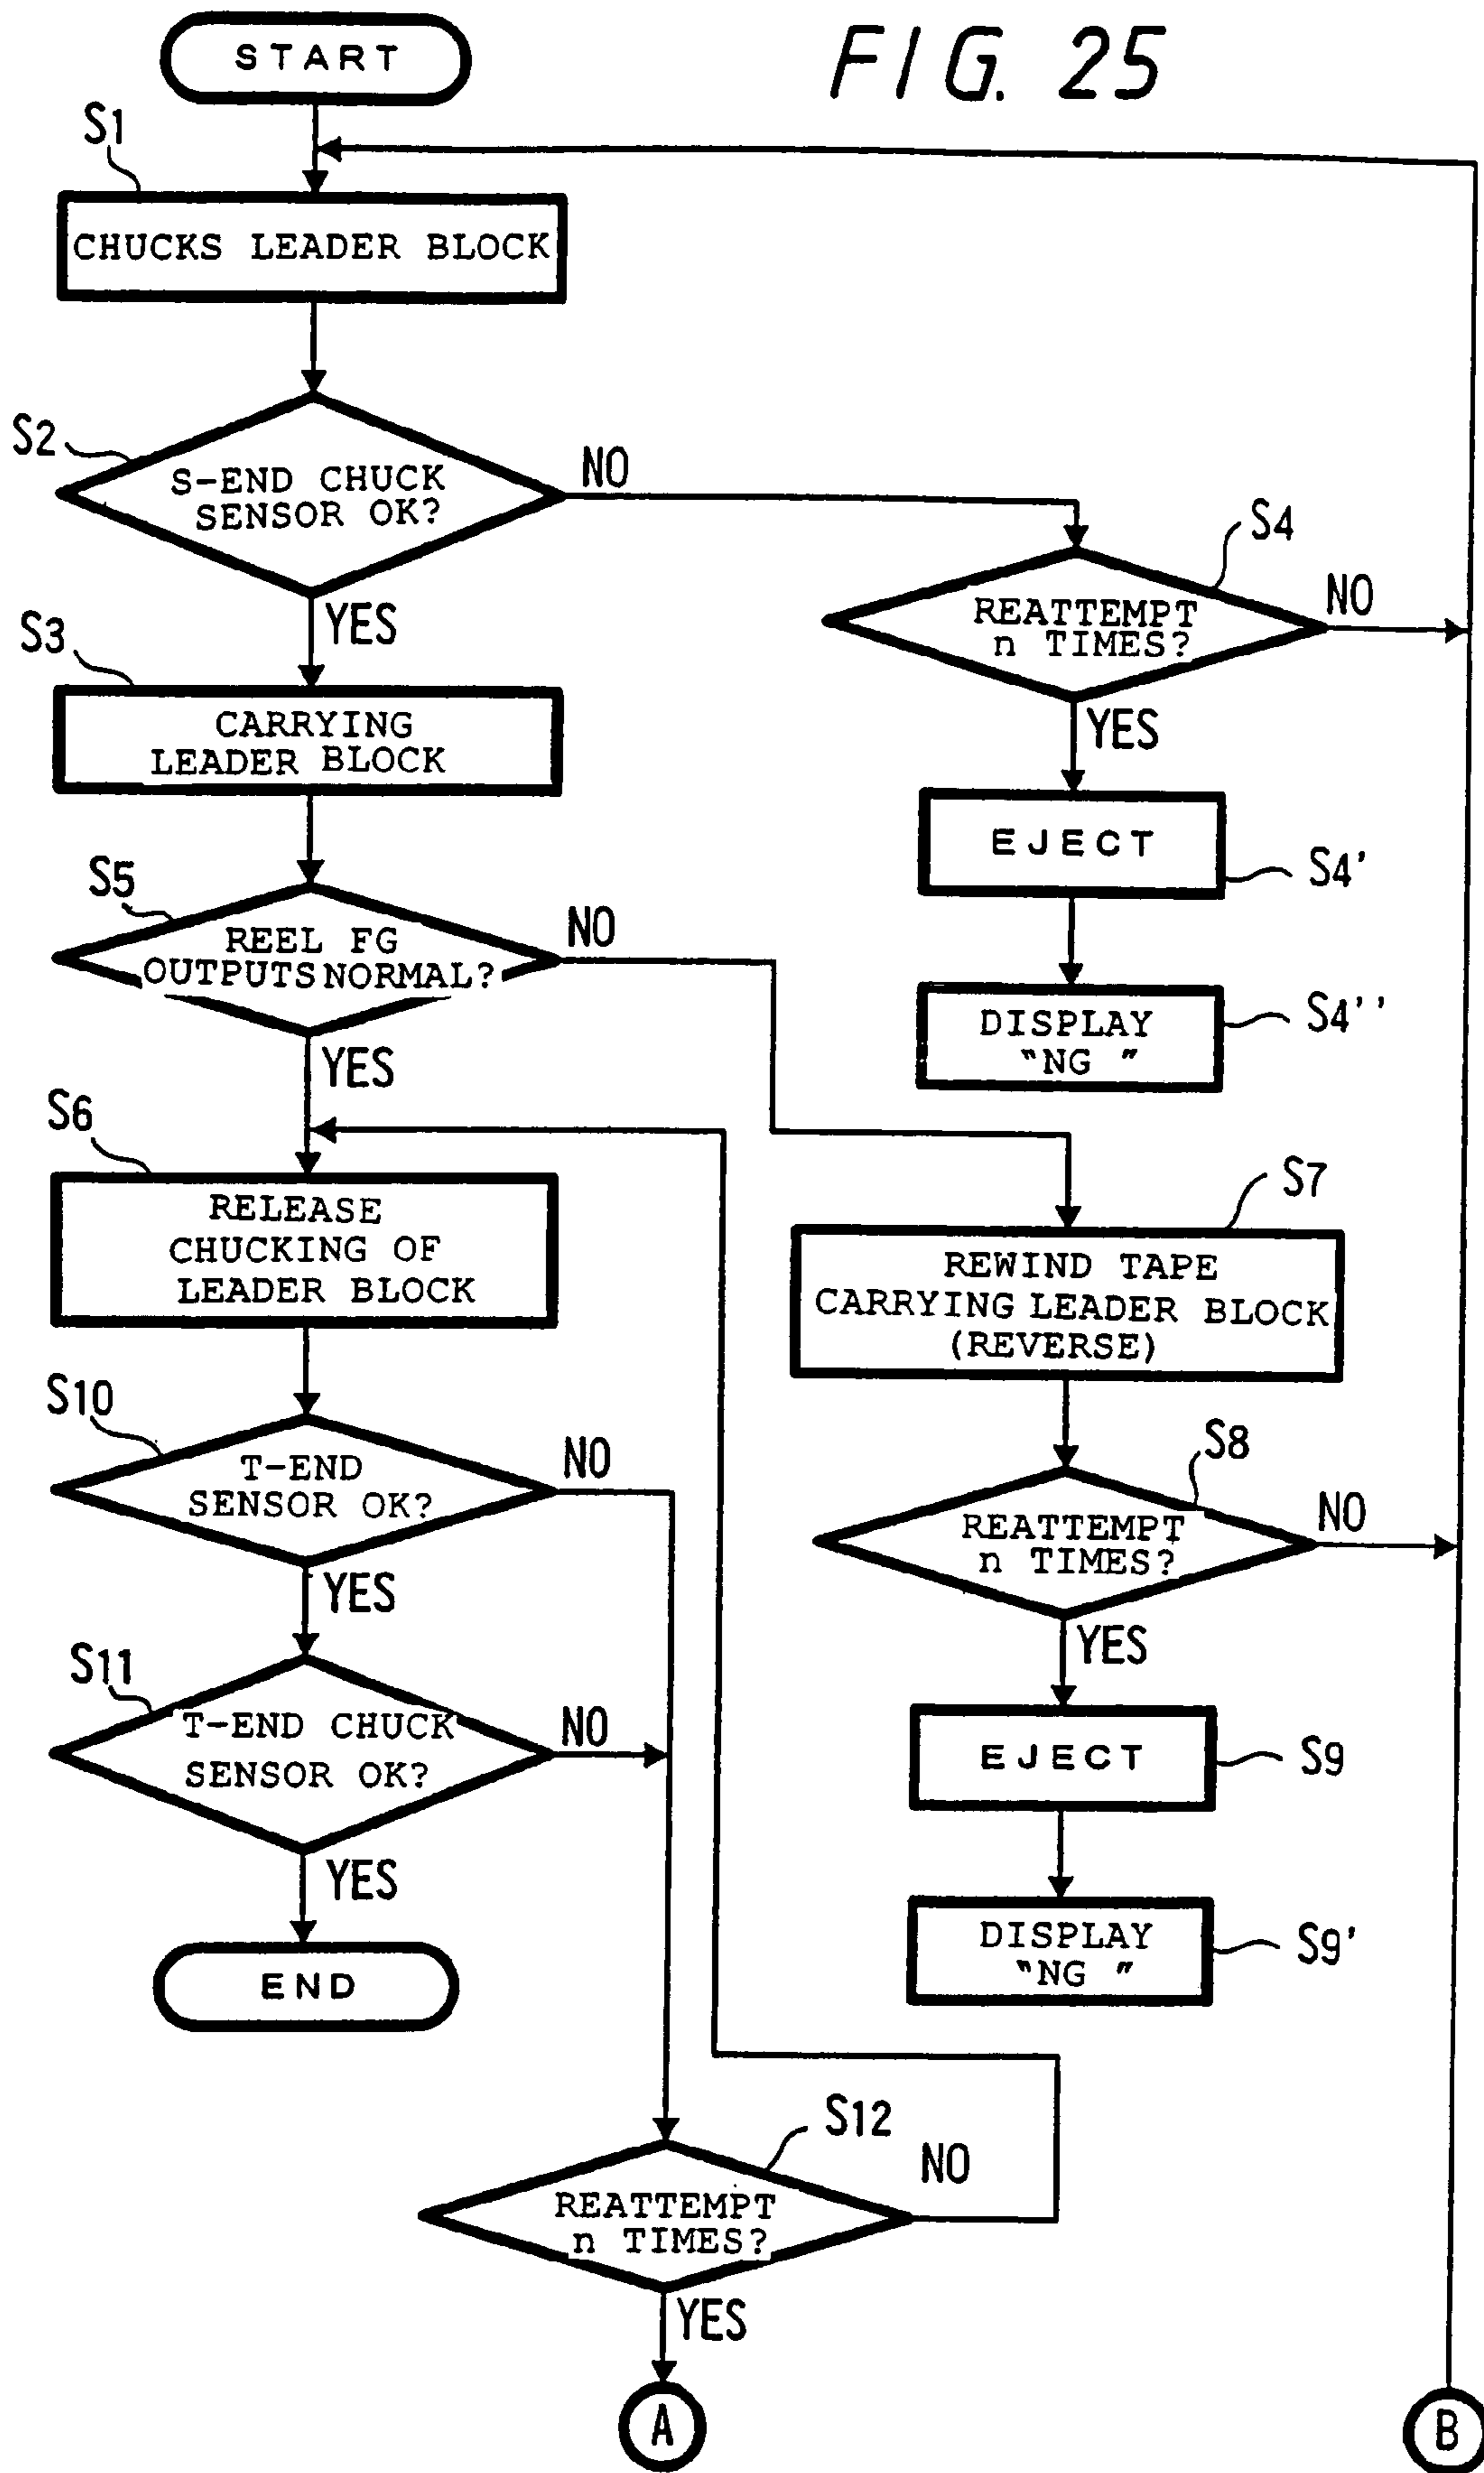 FIG. 25
START
S1
CHUCKS LEADER BLOCK
S2
S-END CHUCK
SENSOR OK?
NO
YES
S4
REATTEMPT
n TIMES?
NO
YES
S3
CARRYING
LEADER BLOCK
EJECT
S4'
S5
REEL FG
OUTPUTS NORMAL?
NO
YES
DISPLAY
"NG "
S4''
S6
RELEASE
CHUCKING OF
LEADER BLOCK
S7
REWIND TAPE
CARRYING LEADER BLOCK
(REVERSE)
S10
T-END
SENSOR OK?
NO
YES
S8
REATTEMPT
n TIMES?
NO
YES
S11
T-END CHUCK
SENSOR OK?
NO
YES
EJECT
S9
END
DISPLAY
"NG "
S9'
S12
REATTEMPT
n TIMES?
NO
YES
A
B